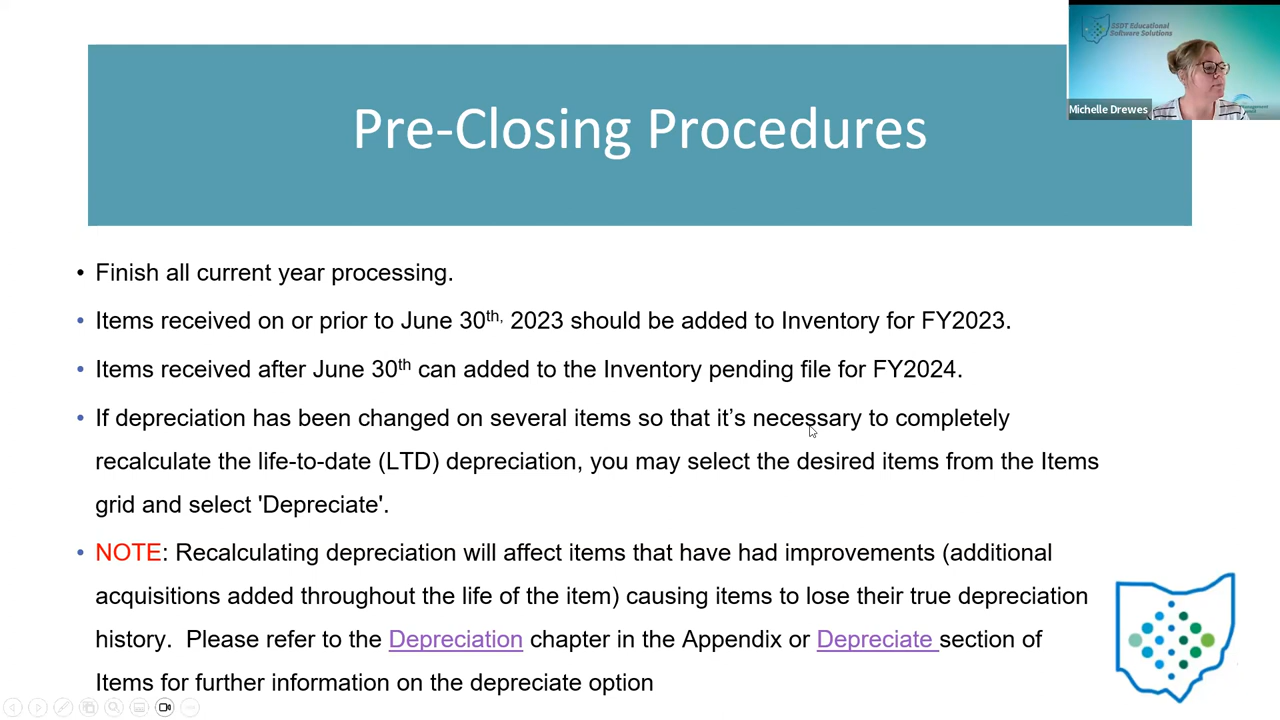 SSDT Educational
Software Solutions
Michelle Drewes
Pre-Closing Procedures
• Finish all current year processing.
• Items received on or prior to June 30th, 2023 should be added to Inventory for FY2023.
• Items received after June 30th can added to the Inventory pending file for FY2024.
• If depreciation has been changed on several items so that it’s necessary to completely
recalculate the life-to-date (LTD) depreciation, you may select the desired items from the Items
grid and select 'Depreciate'.
• NOTE: Recalculating depreciation will affect items that have had improvements (additional
acquisitions added throughout the life of the item) causing items to lose their true depreciation
history. Please refer to the Depreciation chapter in the Appendix or Depreciate section of
Items for further information on the depreciate option